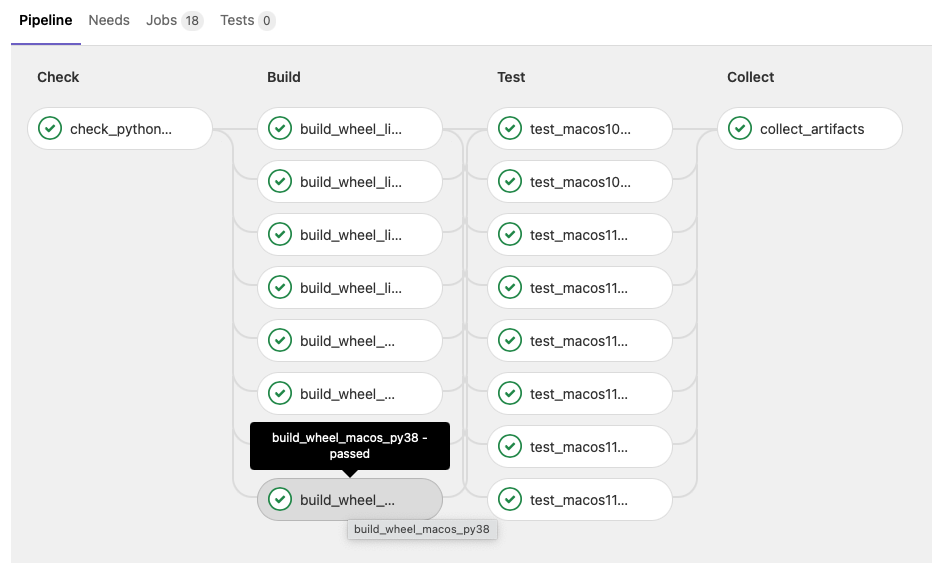 Pipeline Needs Jobs 18 Tests 0
Check Build Test Collect
check_python... build_wheel_li... test_macos10... collect_artifacts
build_wheel_li... test_macos10...
build_wheel_li... test_macos11...
build_wheel_li... test_macos11...
build_wheel_... test_macos11...
build_wheel_... test_macos11...
build_wheel_macos_py38 -
passed
test_macos11...
build_wheel_... test_macos11...
build_wheel_macos_py38